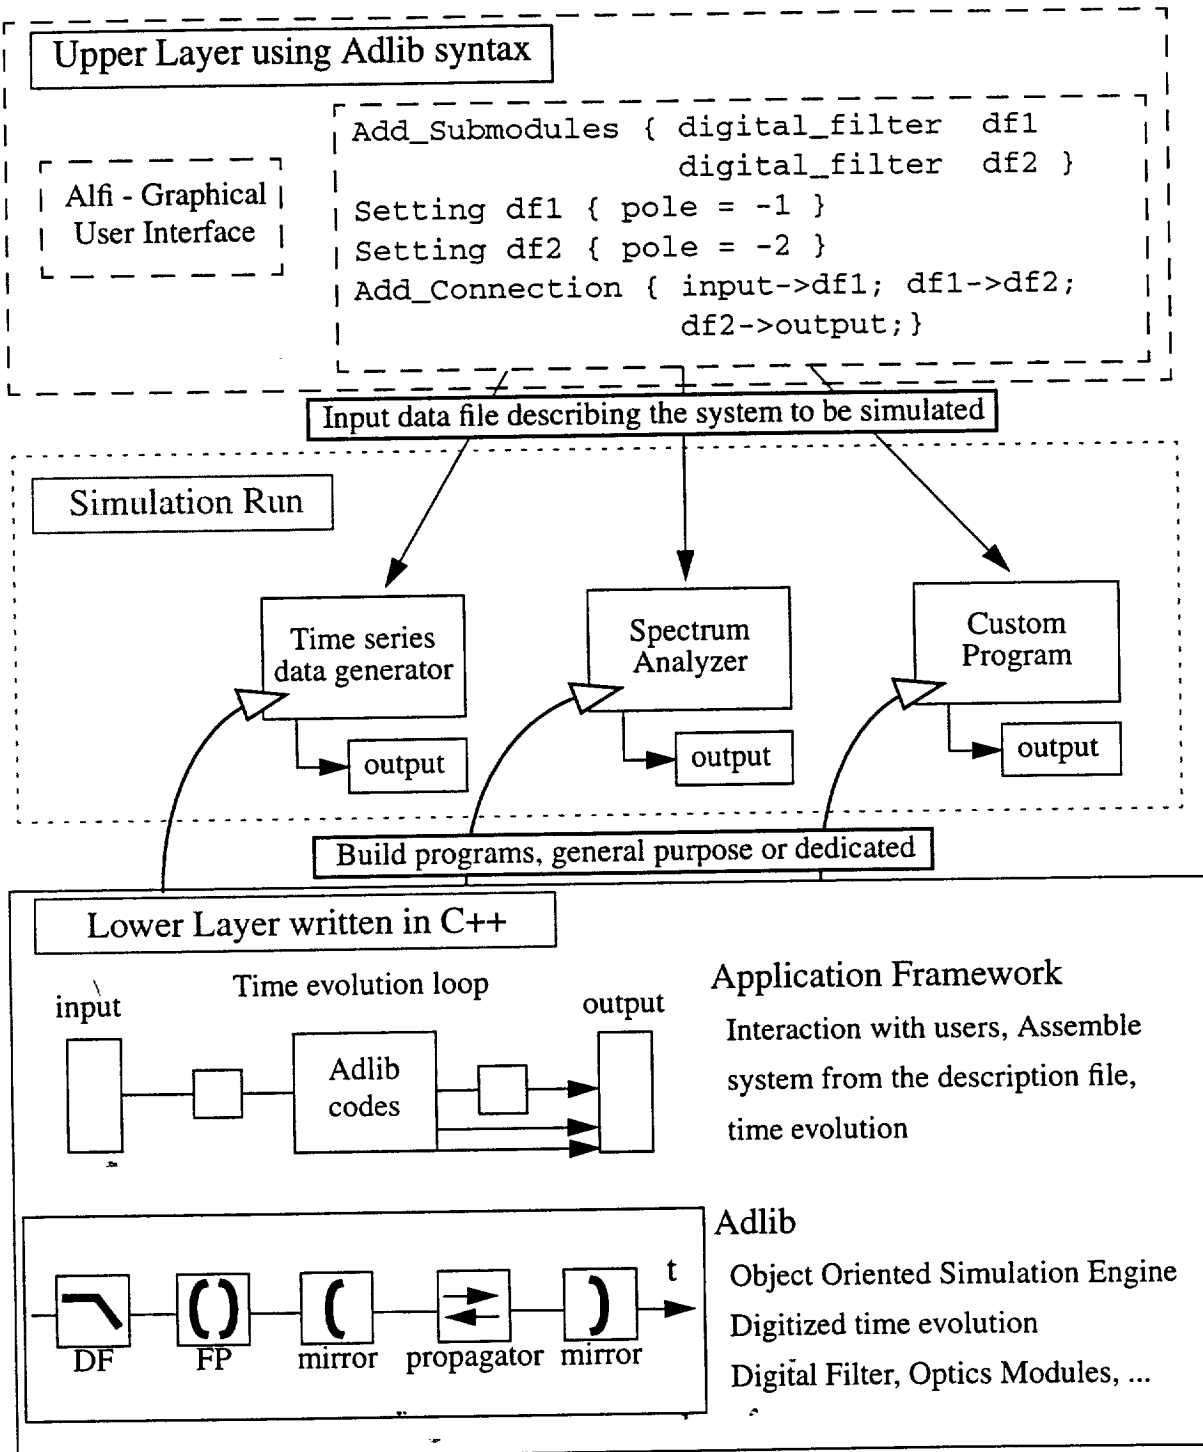 Upper Layer using Adlib syntax
Alfi - Graphical
User Interface
Add_Submodules { digital_filter df1
digital_filter df2 }
Setting df1 { pole = -1 }
Setting df2 { pole = -2 }
Add_Connection { input->df1; df1->df2;
df2->output;}
Input data file describing the system to be simulated
Simulation Run
Time series
data generator
output
Spectrum
Analyzer
output
Custom
Program
output
Build programs, general purpose or dedicated
Lower Layer written in C++
input
Time evolution loop
output
Adlib
codes
Application Framework
Interaction with users, Assemble
system from the description file,
time evolution
t
DF
FP
mirror
propagator
mirror
Adlib
Object Oriented Simulation Engine
Digitized time evolution
Digital Filter, Optics Modules, ...